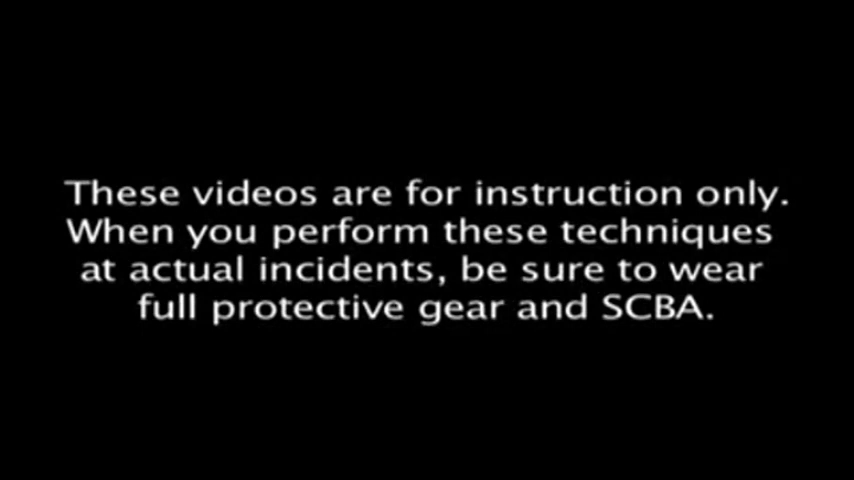 These videos are for instruction only.
When you perform these techniques
at actual incidents, be sure to wear
full protective gear and SCBA.